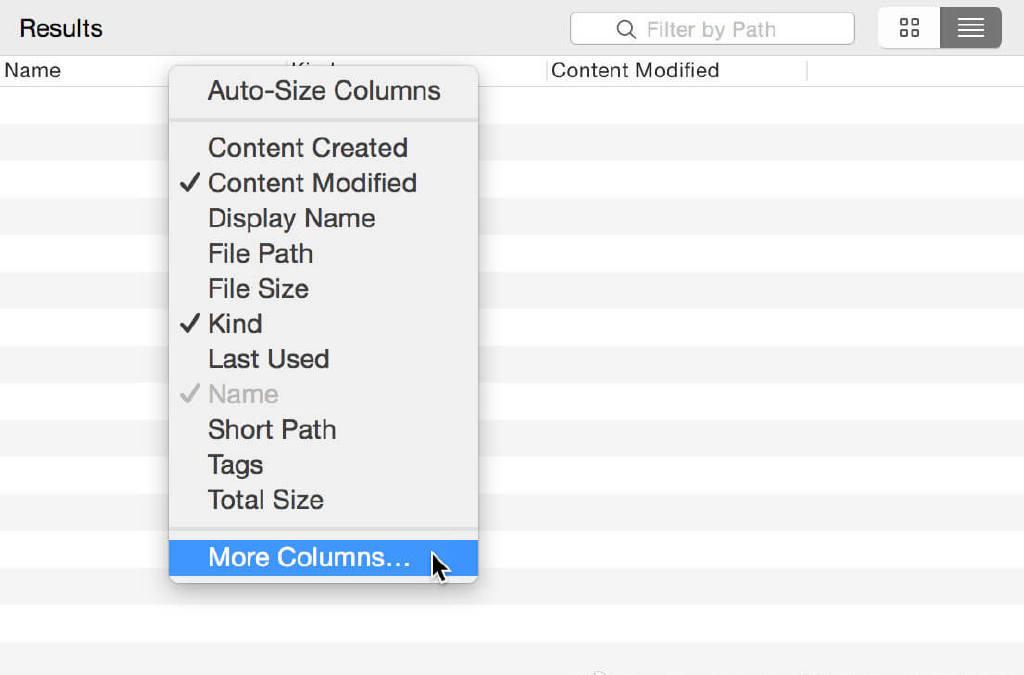 Results
Filter by Path
Name
Content Modified
Auto-Size Columns
Content Created
Content Modified
Display Name
File Path
File Size
Kind
Last Used
Name
Short Path
Tags
Total Size
More Columns...